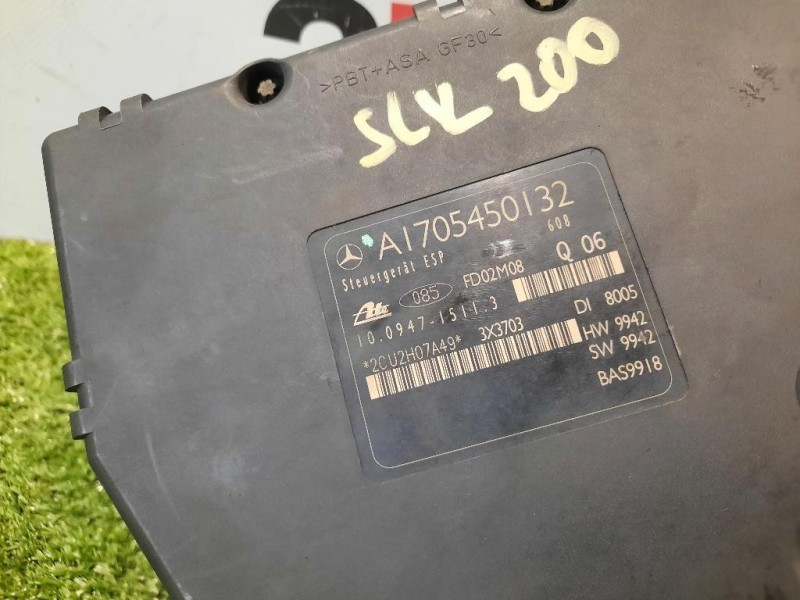 >PBT+ASA GF30<
SLK 200
A1705450132
608
Steuergerät ESP
Q 06
Ate 085 FD02M08
10.0947-1511.3
DI 8005
*2CU2H07A49* 3X3703
HW 9942
SW 9942
BAS9918